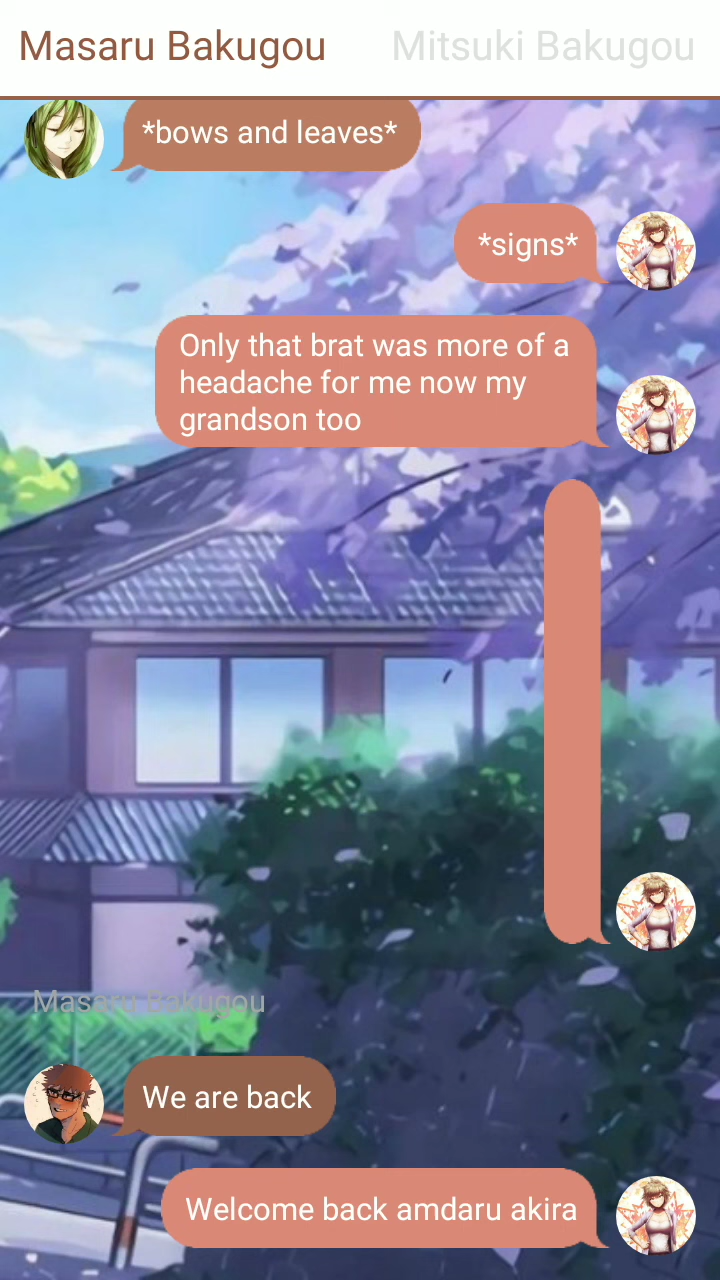 Masaru Bakugou
Mitsuki Bakugou
*bows and leaves*
*signs*
Only that brat was more of a
headache for me now my
grandson too
Masaru Bakugou
We are back
Welcome back amdaru akira